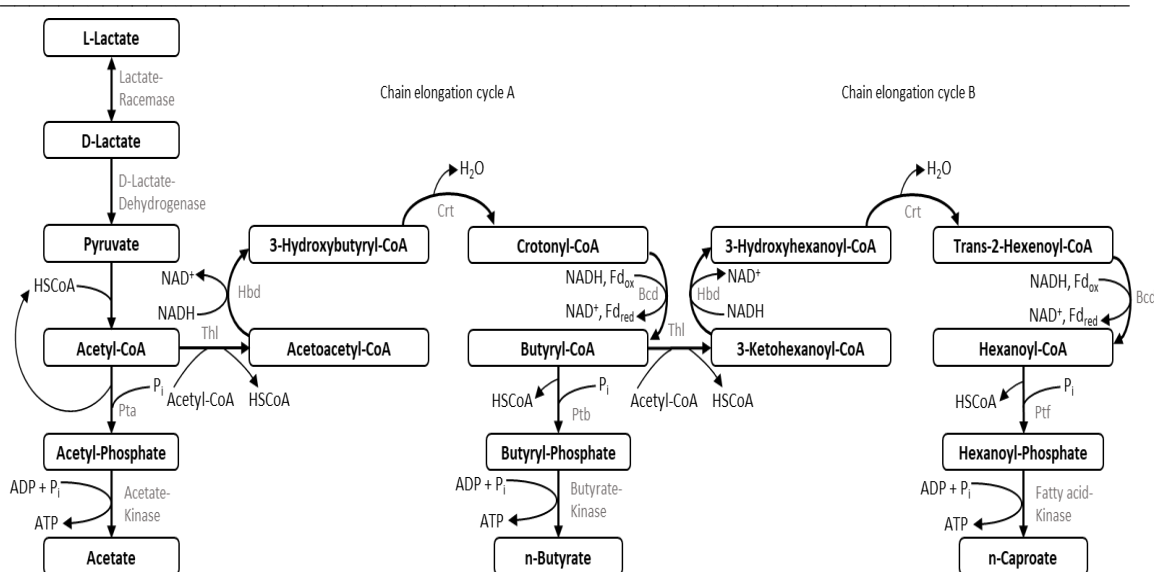 L-Lactate
Lactate-
Racemase
Chain elongation cycle A
Chain elongation cycle B
D-Lactate
D-Lactate-
Dehydrogenase
H₂O
H₂O
Crt
Crt
Pyruvate
3-Hydroxybutyryl-CoA
Crotonyl-CoA
3-Hydroxyhexanoyl-CoA
Trans-2-Hexenoyl-CoA
HSCoA
NAD⁺
NADH
Hbd
NADH, Fdox
Bcd
NAD⁺, Fdred
Hbd
NAD⁺
NADH
NADH, Fdox
Bcc
NAD⁺, Fdred
Thl
Thl
Acetyl-CoA
Acetoacetyl-CoA
Butyryl-CoA
3-Ketohexanoyl-CoA
Hexanoyl-CoA
Pi
Pta
Acetyl-CoA
HSCoA
HSCoA
Pi
Ptb
Acetyl-CoA
HSCoA
HSCoA
Pi
Ptf
Acetyl-Phosphate
Butyryl-Phosphate
Hexanoyl-Phosphate
ADP + Pi
ATP
Acetate-
Kinase
ADP + Pi
ATP
Butyrate-
Kinase
ADP + Pi
ATP
Fatty acid-
Kinase
Acetate
n-Butyrate
n-Caproate